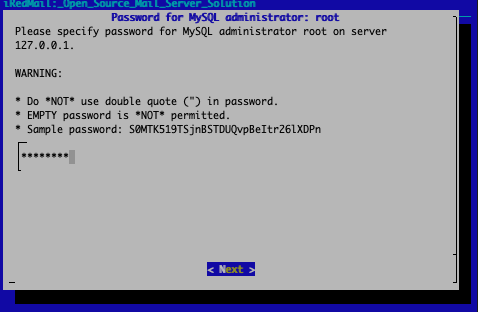 iRedMail:_Open_Source_Mail_Server_Solution
Password for MySQL administrator: root
Please specify password for MySQL administrator root on server
127.0.0.1.
WARNING:
* Do *NOT* use double quote (") in password.
* EMPTY password is *NOT* permitted.
* Sample password: S0MTK519TSjnBSTDUQvpBeItr26lXDPn
********
< Next >